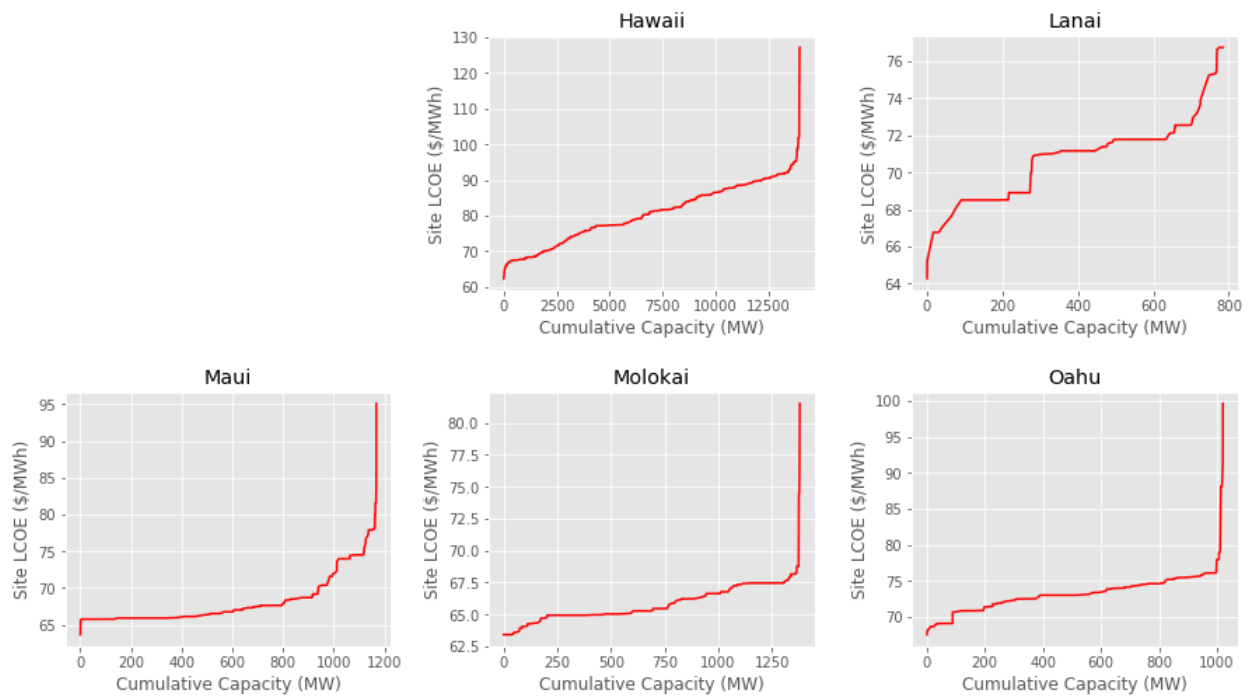 Hawaii
Site LCOE ($/MWh)
130
120
110
100
90
80
70
60
0 2500 5000 7500 10000 12500
Cumulative Capacity (MW)
Lanai
Site LCOE ($/MWh)
76
74
72
70
68
66
64
0 200 400 600 800
Cumulative Capacity (MW)
Maui
Site LCOE ($/MWh)
95
90
85
80
75
70
65
0 200 400 600 800 1000 1200
Cumulative Capacity (MW)
Molokai
Site LCOE ($/MWh)
80.0
77.5
75.0
72.5
70.0
67.5
65.0
62.5
0 250 500 750 1000 1250
Cumulative Capacity (MW)
Oahu
Site LCOE ($/MWh)
100
95
90
85
80
75
70
0 200 400 600 800 1000
Cumulative Capacity (MW)